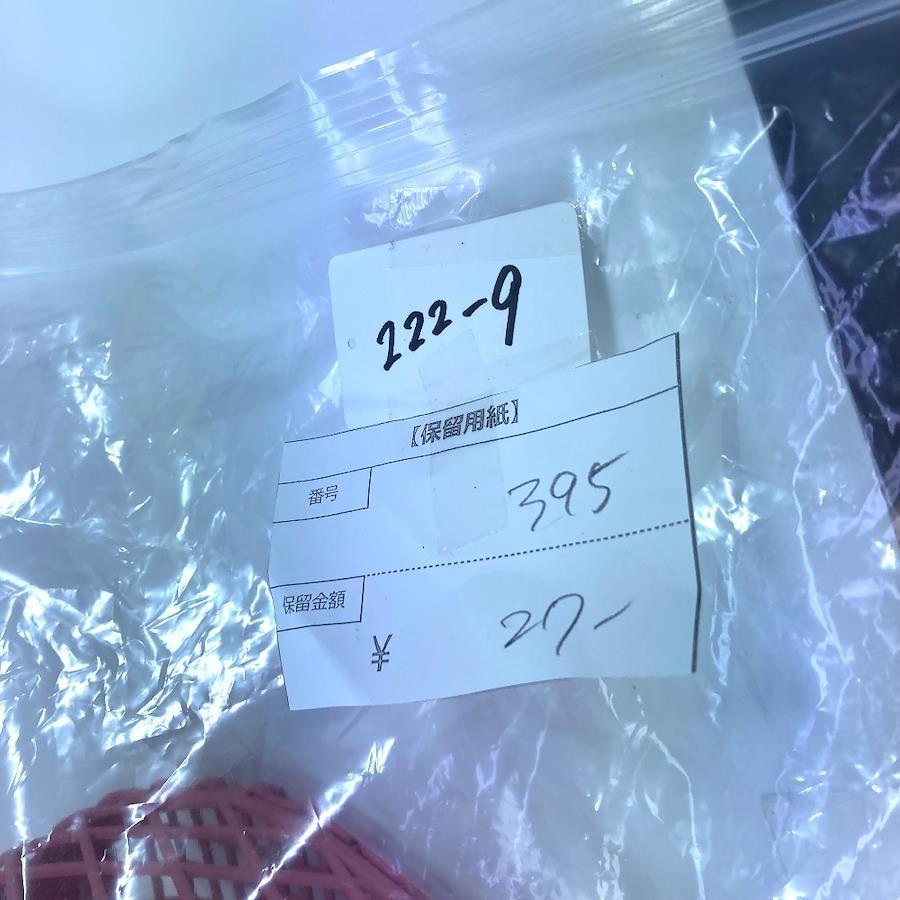 222-9
【保留用紙】
番号 395
保留金額
¥ 27-